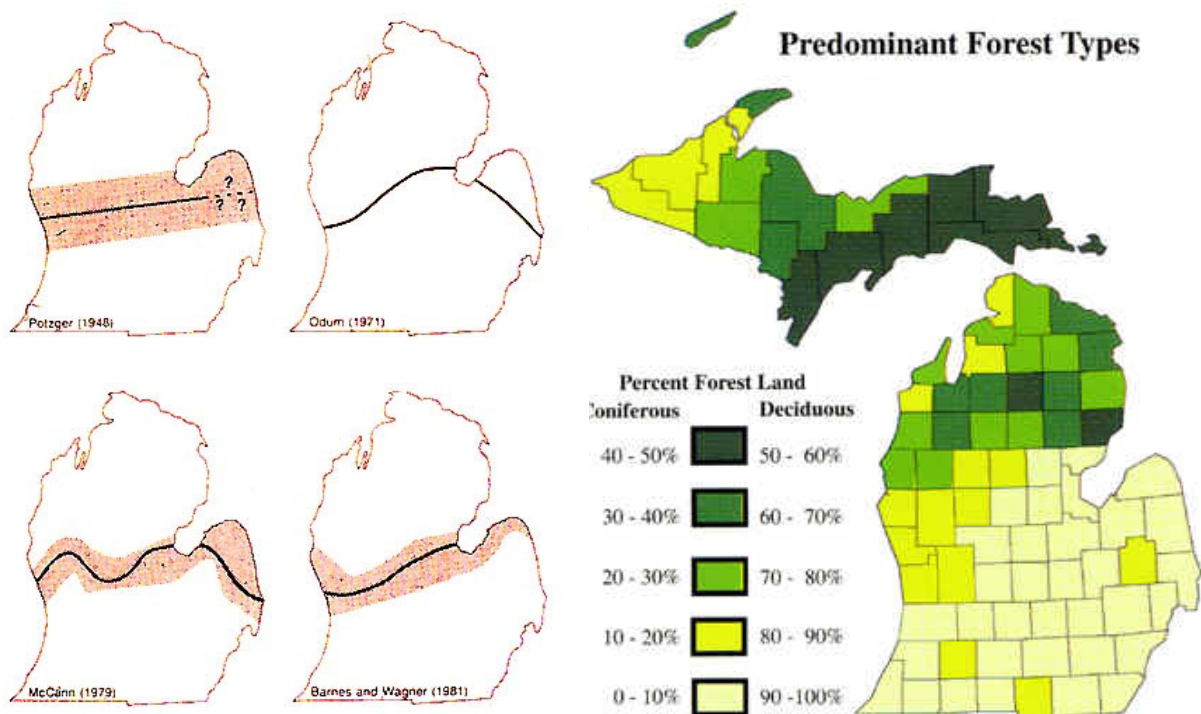 ? ? ?
Potzger (1948)
Odum (1971)
McCann (1979)
Barnes and Wagner (1981)
Predominant Forest Types
Percent Forest Land
oniferous Deciduous
40 - 50% 50 - 60%
30 - 40% 60 - 70%
20 - 30% 70 - 80%
10 - 20% 80 - 90%
0 - 10% 90 -100%